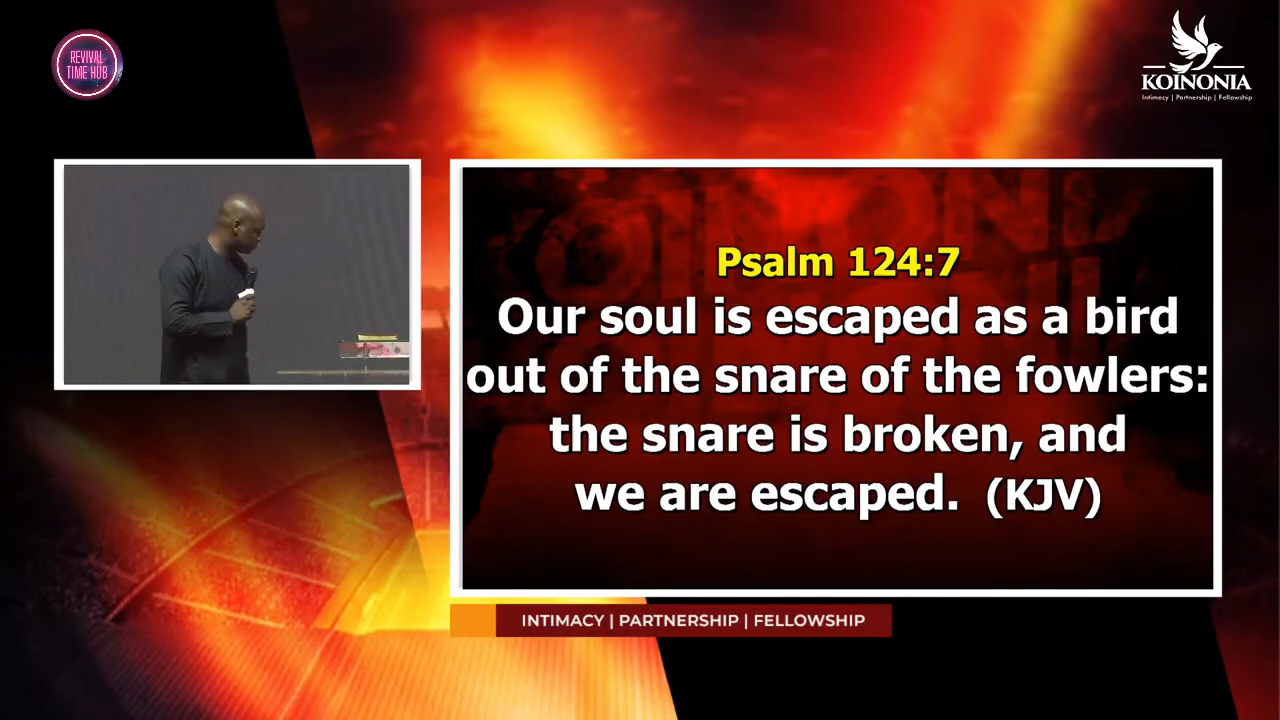 REVIVAL
TIME HUB
KOINONIA
Intimacy | Partnership | Fellowship
Psalm 124:7
Our soul is escaped as a bird
out of the snare of the fowlers:
the snare is broken, and
we are escaped. (KJV)
INTIMACY | PARTNERSHIP | FELLOWSHIP